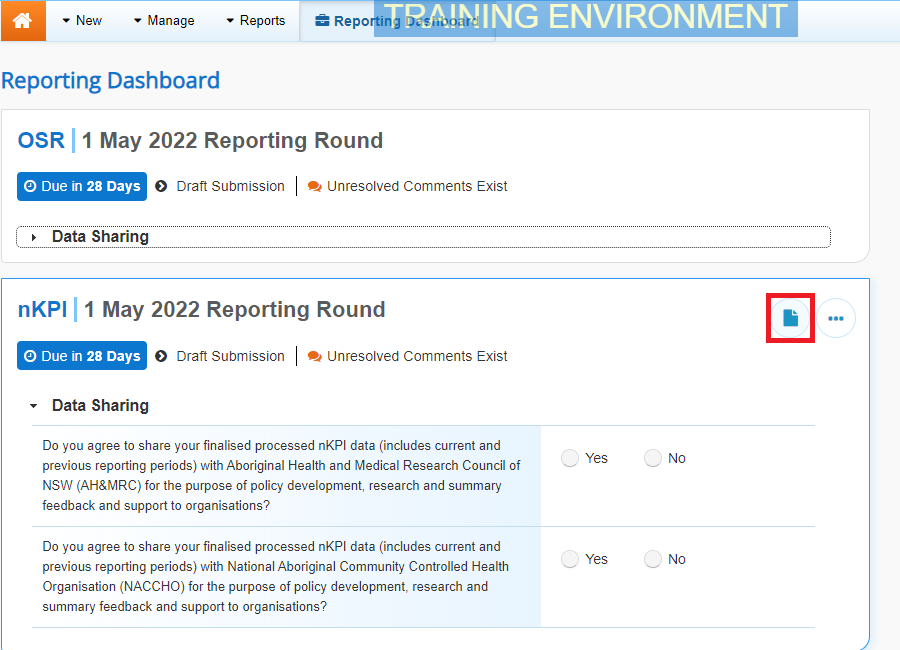 New Manage Reports Reporting Dashboard TRAINING ENVIRONMENT
Reporting Dashboard
OSR 1 May 2022 Reporting Round
Due in 28 Days Draft Submission Unresolved Comments Exist
Data Sharing
nKPI 1 May 2022 Reporting Round
Due in 28 Days Draft Submission Unresolved Comments Exist
Data Sharing
Do you agree to share your finalised processed nKPI data (includes current and
previous reporting periods) with Aboriginal Health and Medical Research Council of
NSW (AH&MRC) for the purpose of policy development, research and summary
feedback and support to organisations?
Yes No
Do you agree to share your finalised processed nKPI data (includes current and
previous reporting periods) with National Aboriginal Community Controlled Health
Organisation (NACCHO) for the purpose of policy development, research and
summary feedback and support to organisations?
Yes No